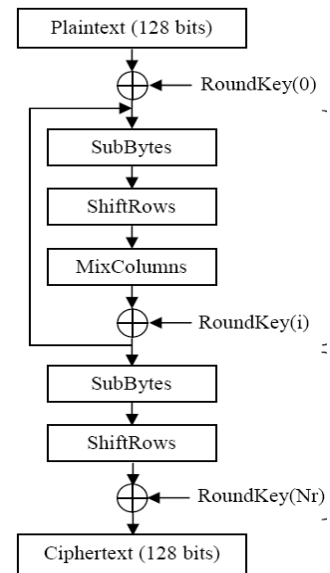 Plaintext (128 bits)
RoundKey(0)
SubBytes
ShiftRows
MixColumns
RoundKey(i)
SubBytes
ShiftRows
RoundKey(Nr)
Ciphertext (128 bits)